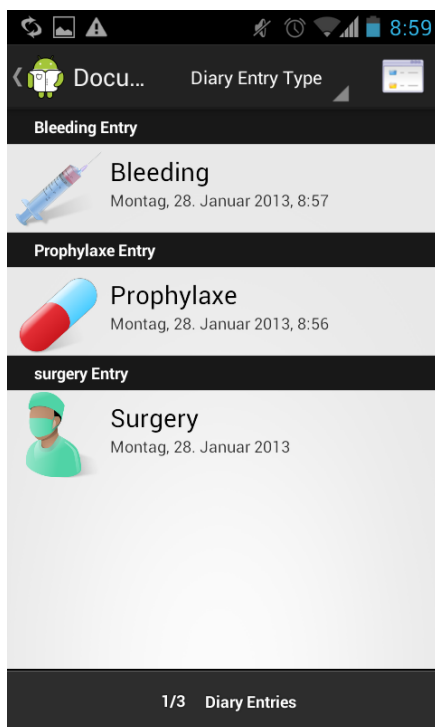 8:59
Docu...
Diary Entry Type
Bleeding Entry
Bleeding
Montag, 28. Januar 2013, 8:57
Prophylaxe Entry
Prophylaxe
Montag, 28. Januar 2013, 8:56
surgery Entry
Surgery
Montag, 28. Januar 2013
1/3 Diary Entries